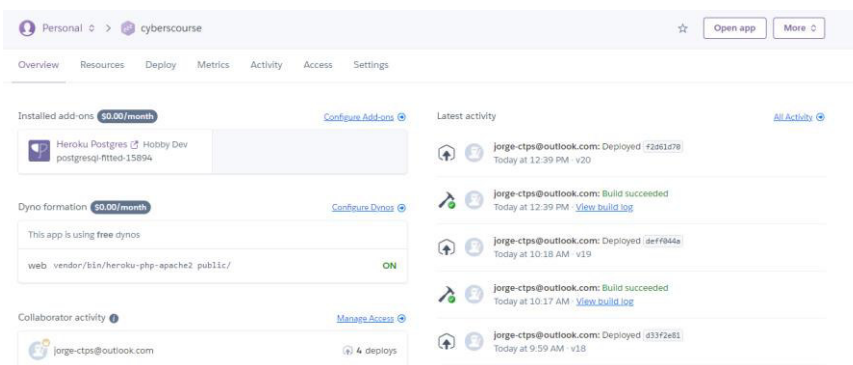 Personal > cyberscourse
Open app
More
Overview Resources Deploy Metrics Activity Access Settings
Installed add-ons $0.00/month Configure Add-ons
Heroku Postgres Hobby Dev
postgresql-fitted-15894
Dyno formation $0.00/month Configure Dynos
This app is using free dynos
web vendor/bin/heroku-php-apache2 public/ ON
Collaborator activity Manage Access
jorge-ctps@outlook.com 4 deploys
Latest activity All Activity
jorge-ctps@outlook.com: Deployed f2d61d70
Today at 12:39 PM · v20
jorge-ctps@outlook.com: Build succeeded
Today at 12:39 PM · View build log
jorge-ctps@outlook.com: Deployed deff044a
Today at 10:18 AM · v19
jorge-ctps@outlook.com: Build succeeded
Today at 10:17 AM · View build log
jorge-ctps@outlook.com: Deployed d33f2e81
Today at 9:59 AM · v18